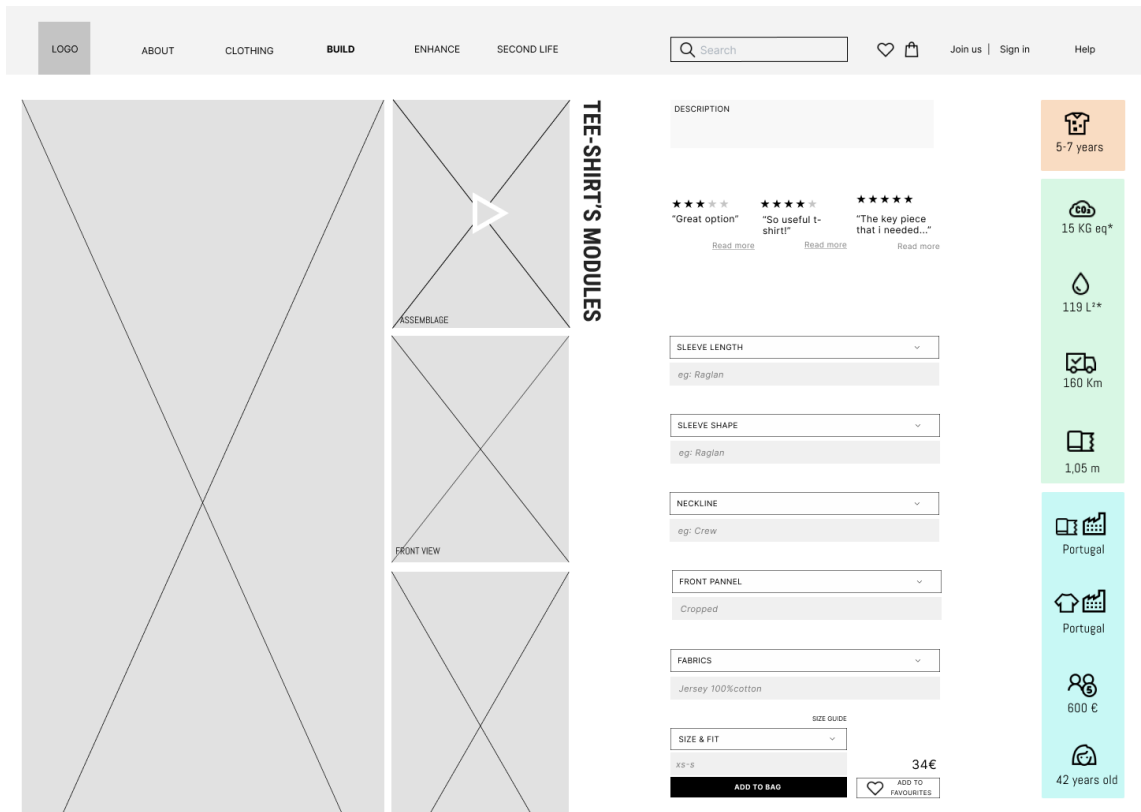 LOGO
ABOUT
CLOTHING
BUILD
ENHANCE
SECOND LIFE
Search
Join us |
Sign in
Help
ASSEMBLAGE
FRONT VIEW
TEE-SHIRT'S MODULES
DESCRIPTION
"Great option"
Read more
"So useful t-
shirt!"
Read more
"The key piece
that i needed..."
Read more
SLEEVE LENGTH
eg: Raglan
SLEEVE SHAPE
eg: Raglan
NECKLINE
eg: Crew
FRONT PANNEL
Cropped
FABRICS
Jersey 100%cotton
SIZE GUIDE
SIZE & FIT
xs-s
ADD TO BAG
34€
ADD TO
FAVOURITES
5-7 years
CO₂
15 KG eq*
119 L²*
160 Km
1,05 m
Portugal
Portugal
600 €
42 years old